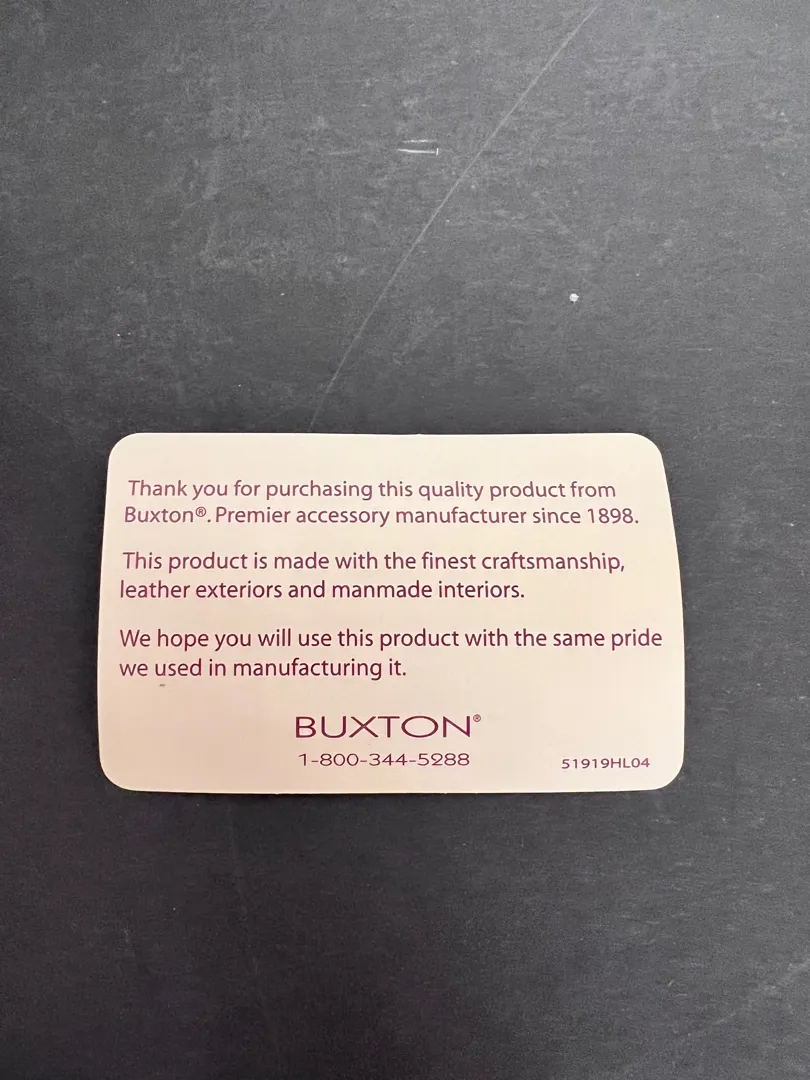 Thank you for purchasing this quality product from
Buxton®. Premier accessory manufacturer since 1898.
This product is made with the finest craftsmanship,
leather exteriors and manmade interiors.
We hope you will use this product with the same pride
we used in manufacturing it.
BUXTON®
1-800-344-5288
51919HL04